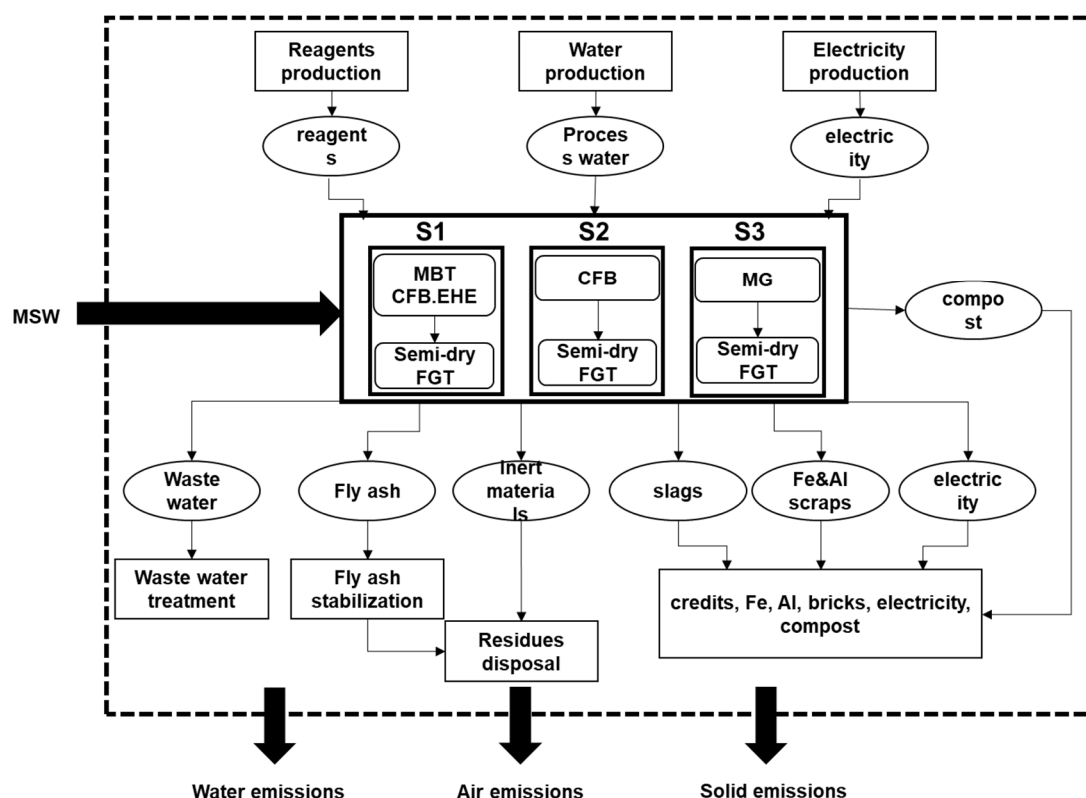 Reagents
production
Water
production
Electricity
production
reagent
s
Proces
s water
electric
ity
S1
S2
S3
MBT
CFB.EHE
CFB
MG
Semi-dry
FGT
Semi-dry
FGT
Semi-dry
FGT
MSW
compo
st
Waste
water
Fly ash
Inert
materia
ls
slags
Fe&Al
scraps
electric
ity
Waste water
treatment
Fly ash
stabilization
Residues
disposal
credits, Fe, Al, bricks, electricity,
compost
Water emissions
Air emissions
Solid emissions